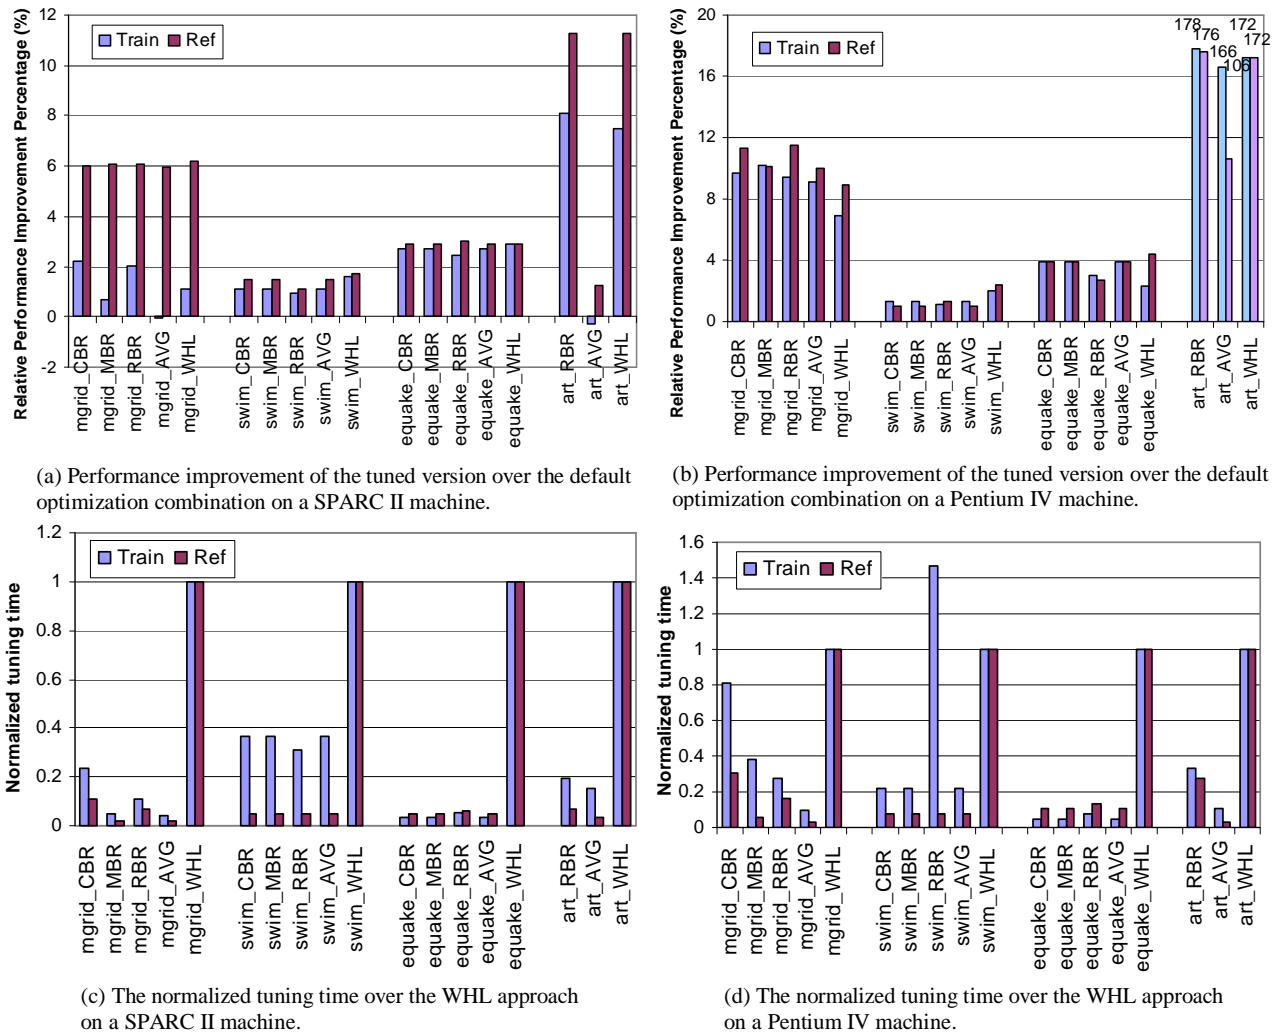 Relative Performance Improvement Percentage (%)
12
10
8
6
4
2
0
-2
Train Ref
mgrid_CBR
mgrid_MBR
mgrid_RBR
mgrid_AVG
mgrid_WHL
swim_CBR
swim_MBR
swim_RBR
swim_AVG
swim_WHL
equake_CBR
equake_MBR
equake_RBR
equake_AVG
equake_WHL
art_RBR
art_AVG
art_WHL
(a) Performance improvement of the tuned version over the default
optimization combination on a SPARC II machine.
Relative Performance Improvement Percentage (%)
20
16
12
8
4
0
Train Ref
178
176
166
106
172
172
mgrid_CBR
mgrid_MBR
mgrid_RBR
mgrid_AVG
mgrid_WHL
swim_CBR
swim_MBR
swim_RBR
swim_AVG
swim_WHL
equake_CBR
equake_MBR
equake_RBR
equake_AVG
equake_WHL
art_RBR
art_AVG
art_WHL
(b) Performance improvement of the tuned version over the default
optimization combination on a Pentium IV machine.
Normalized tuning time
1.2
1
0.8
0.6
0.4
0.2
0
Train Ref
mgrid_CBR
mgrid_MBR
mgrid_RBR
mgrid_AVG
mgrid_WHL
swim_CBR
swim_MBR
swim_RBR
swim_AVG
swim_WHL
equake_CBR
equake_MBR
equake_RBR
equake_AVG
equake_WHL
art_RBR
art_AVG
art_WHL
(c) The normalized tuning time over the WHL approach
on a SPARC II machine.
Normalized tuning time
1.6
1.4
1.2
1
0.8
0.6
0.4
0.2
0
Train Ref
mgrid_CBR
mgrid_MBR
mgrid_RBR
mgrid_AVG
mgrid_WHL
swim_CBR
swim_MBR
swim_RBR
swim_AVG
swim_WHL
equake_CBR
equake_MBR
equake_RBR
equake_AVG
equake_WHL
art_RBR
art_AVG
art_WHL
(d) The normalized tuning time over the WHL approach
on a Pentium IV machine.